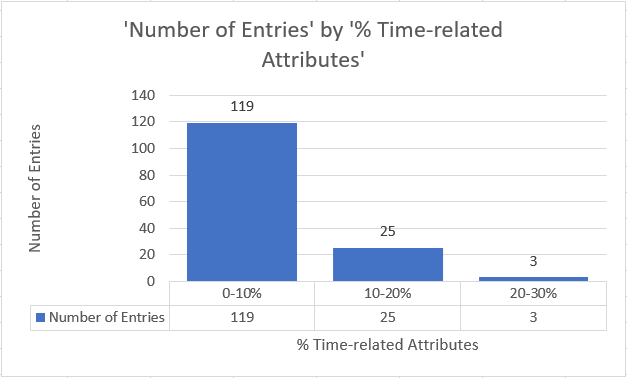 'Number of Entries' by '% Time-related
Attributes'
Number of Entries
140
120
100
80
60
40
20
0
119
25
3
0-10% 10-20% 20-30%
Number of Entries 119 25 3
% Time-related Attributes